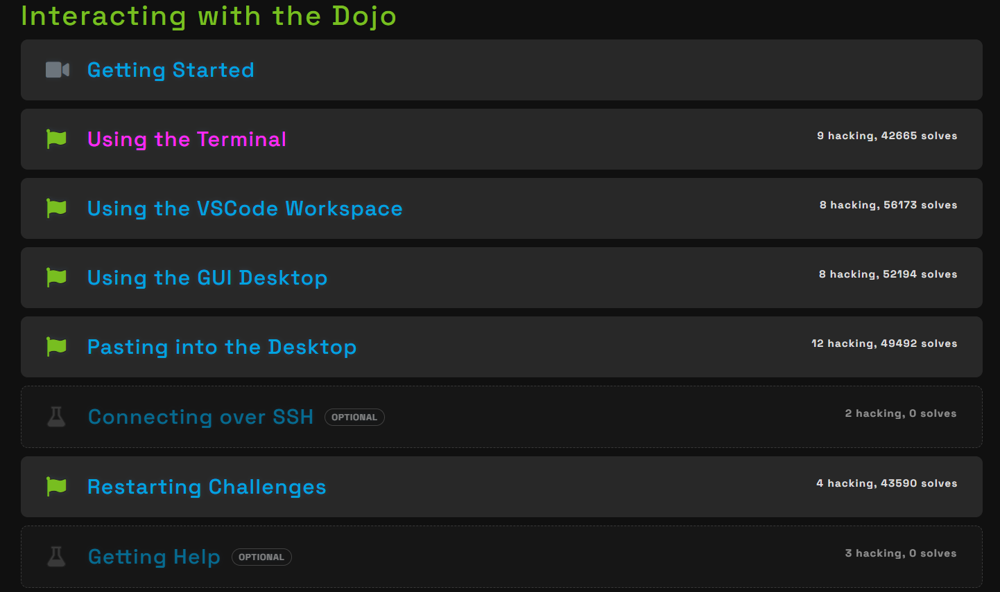 Interacting with the Dojo
Getting Started
Using the Terminal
9 hacking, 42665 solves
Using the VSCode Workspace
8 hacking, 56173 solves
Using the GUI Desktop
8 hacking, 52194 solves
Pasting into the Desktop
12 hacking, 49492 solves
Connecting over SSH OPTIONAL
2 hacking, 0 solves
Restarting Challenges
4 hacking, 43590 solves
Getting Help OPTIONAL
3 hacking, 0 solves